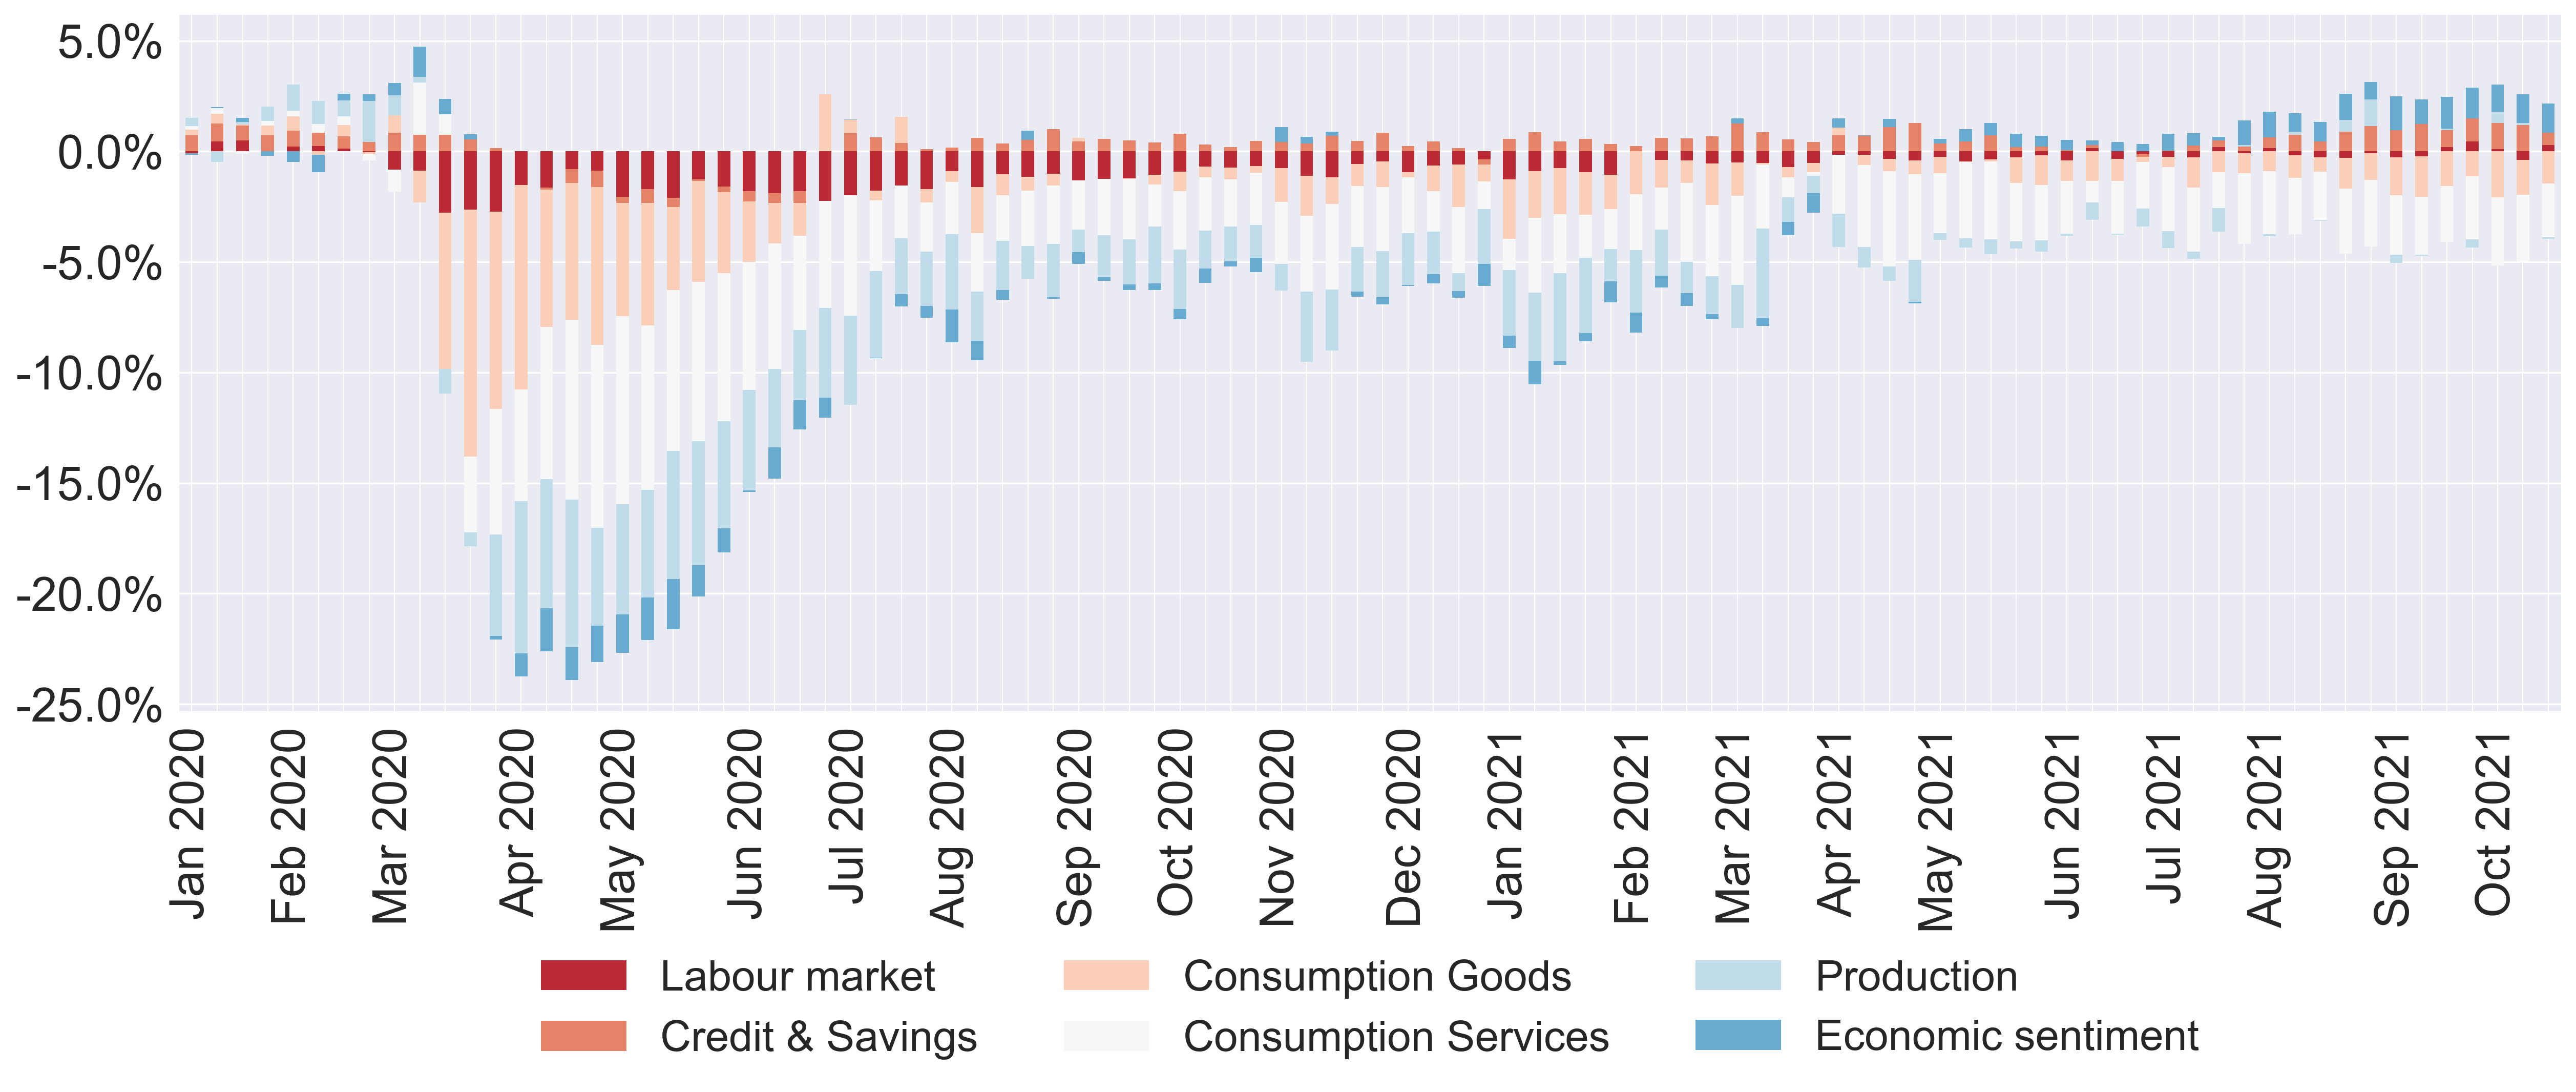 5.0%
0.0%
-5.0%
-10.0%
-15.0%
-20.0%
-25.0%
Jan 2020
Feb 2020
Mar 2020
Apr 2020
May 2020
Jun 2020
Jul 2020
Aug 2020
Sep 2020
Oct 2020
Nov 2020
Dec 2020
Jan 2021
Feb 2021
Mar 2021
Apr 2021
May 2021
Jun 2021
Jul 2021
Aug 2021
Sep 2021
Oct 2021
Labour market
Consumption Goods
Production
Credit & Savings
Consumption Services
Economic sentiment